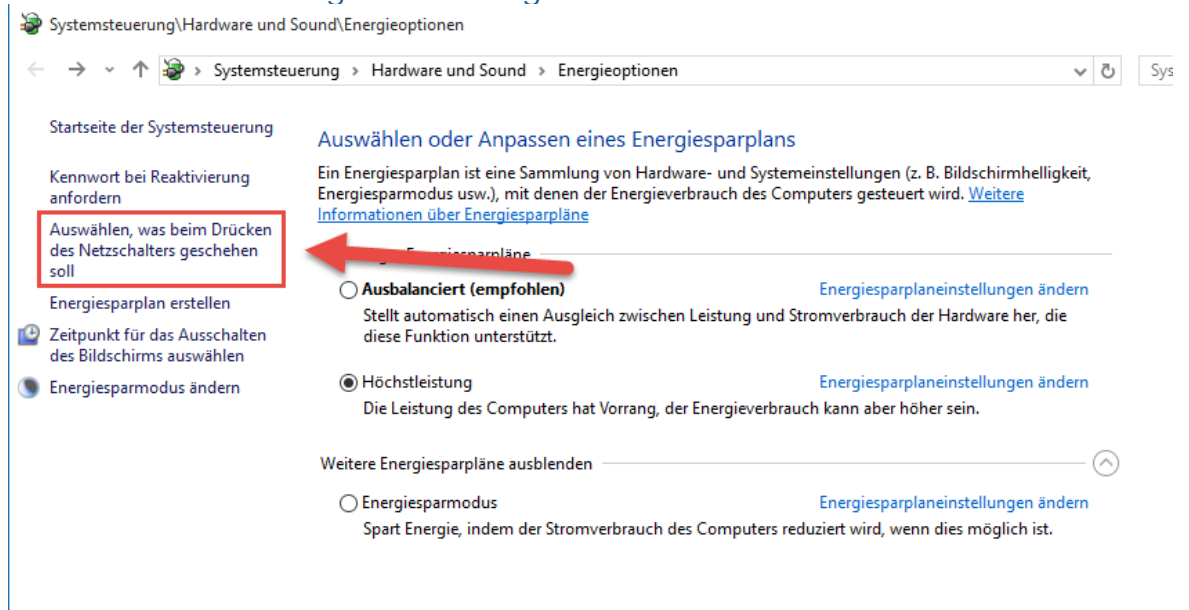 Systemsteuerung\Hardware und Sound\Energieoptionen
Systemsteuerung > Hardware und Sound > Energieoptionen
Sys
Startseite der Systemsteuerung
Kennwort bei Reaktivierung
anfordern
Auswählen, was beim Drücken
des Netzschalters geschehen
soll
Energiesparplan erstellen
Zeitpunkt für das Ausschalten
des Bildschirms auswählen
Energiesparmodus ändern
Auswählen oder Anpassen eines Energiesparplans
Ein Energiesparplan ist eine Sammlung von Hardware- und Systemeinstellungen (z. B. Bildschirmhelligkeit,
Energiesparmodus usw.), mit denen der Energieverbrauch des Computers gesteuert wird. Weitere
Informationen über Energiesparpläne
Energiesparpläne
Ausbalanciert (empfohlen) Energiesparplaneinstellungen ändern
Stellt automatisch einen Ausgleich zwischen Leistung und Stromverbrauch der Hardware her, die
diese Funktion unterstützt.
Höchstleistung Energiesparplaneinstellungen ändern
Die Leistung des Computers hat Vorrang, der Energieverbrauch kann aber höher sein.
Weitere Energiesparpläne ausblenden
Energiesparmodus Energiesparplaneinstellungen ändern
Spart Energie, indem der Stromverbrauch des Computers reduziert wird, wenn dies möglich ist.